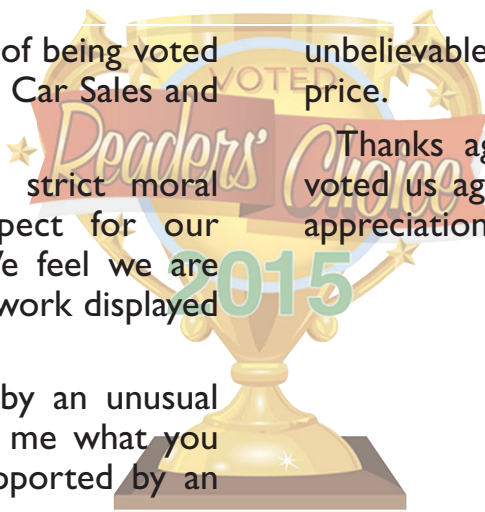 of being voted
Car Sales and
strict moral
pect for our
e feel we are
work displayed
by an unusual
me what you
pported by an
unbelievable
price.
Thanks ag
voted us ag
appreciation
VOTED
Readers' Choice
2015